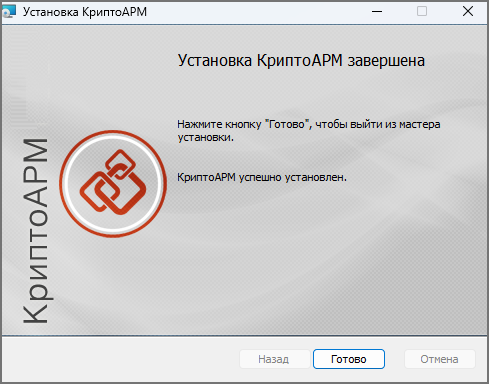 Установка КриптоАРМ
Установка КриптоАРМ завершена
Нажмите кнопку "Готово", чтобы выйти из мастера
установки.
КриптоАРМ успешно установлен.
КриптоАРМ
Назад
Готово
Отмена